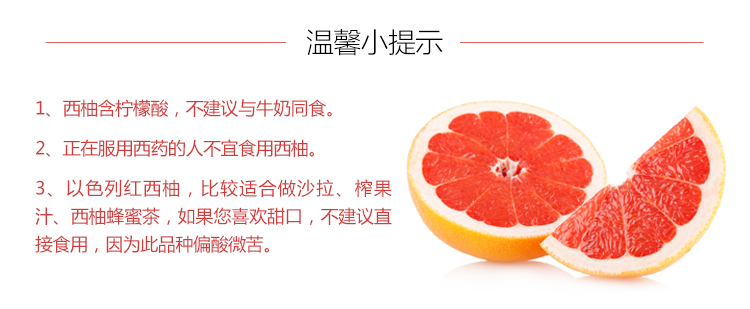 温馨小提示
1、西柚含柠檬酸，不建议与牛奶同食。
2、正在服用西药的人不宜食用西柚。
3、以色列红西柚，比较适合做沙拉、榨果
汁、西柚蜂蜜茶，如果您喜欢甜口，不建议直
接食用，因为此品种偏酸微苦。